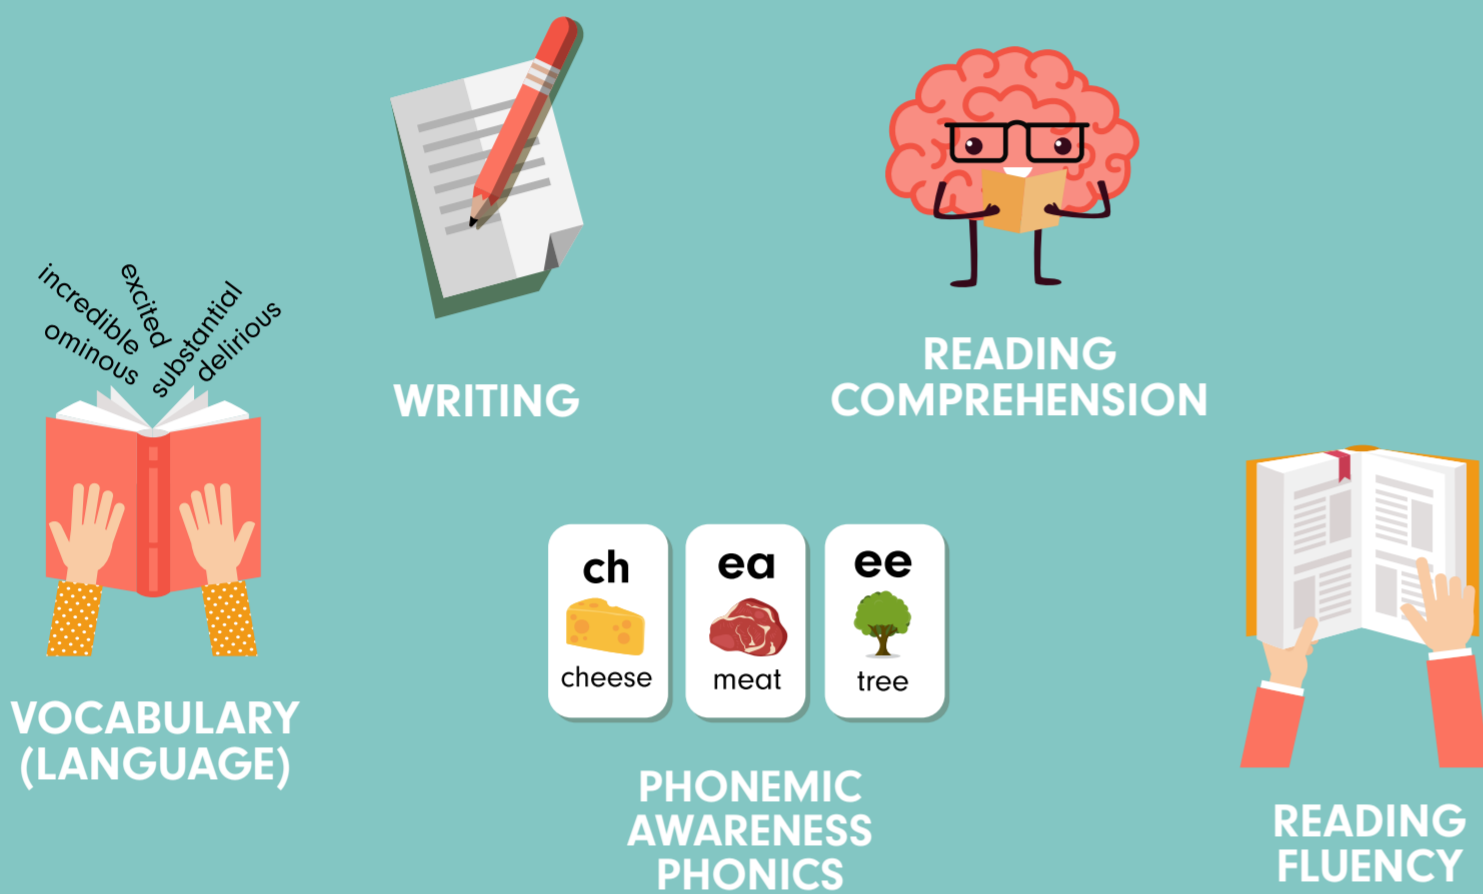 WRITING
READING
COMPREHENSION
incredible
excited
ominous
substantial
delirious
VOCABULARY
(LANGUAGE)
ch
cheese
ea
meat
ee
tree
PHONEMIC
AWARENESS
PHONICS
READING
FLUENCY